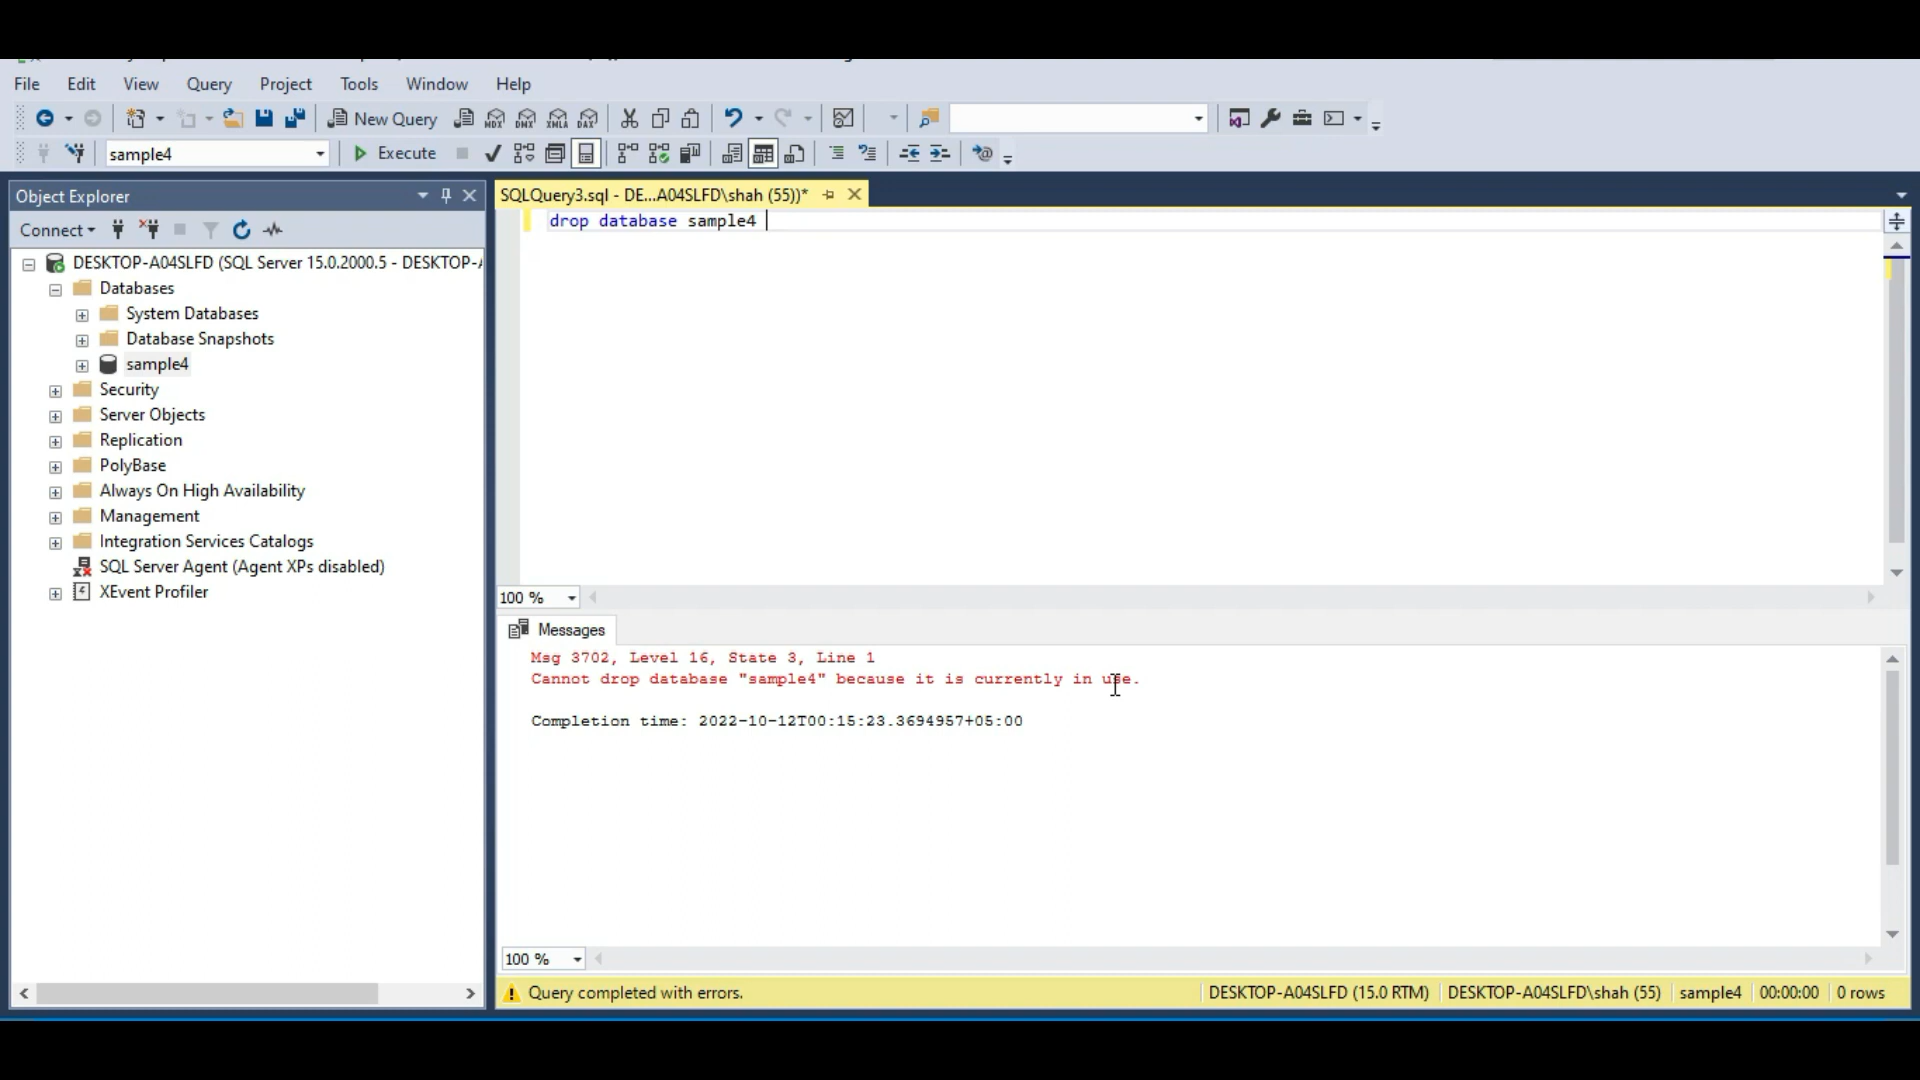 File Edit View Query Project Tools Window Help
New Query
MDX DMX XMLA DAX
sample4 Execute
Object Explorer
Connect
DESKTOP-A04SLFD (SQL Server 15.0.2000.5 - DESKTOP-A
Databases
System Databases
Database Snapshots
sample4
Security
Server Objects
Replication
PolyBase
Always On High Availability
Management
Integration Services Catalogs
SQL Server Agent (Agent XPs disabled)
XEvent Profiler
SQLQuery3.sql - DE...A04SLFD\shah (55))*
drop database sample4
100 %
Messages
Msg 3702, Level 16, State 3, Line 1
Cannot drop database "sample4" because it is currently in use.
Completion time: 2022-10-12T00:15:23.3694957+05:00
100 %
Query completed with errors. DESKTOP-A04SLFD (15.0 RTM) DESKTOP-A04SLFD\shah (55) sample4 00:00:00 0 rows